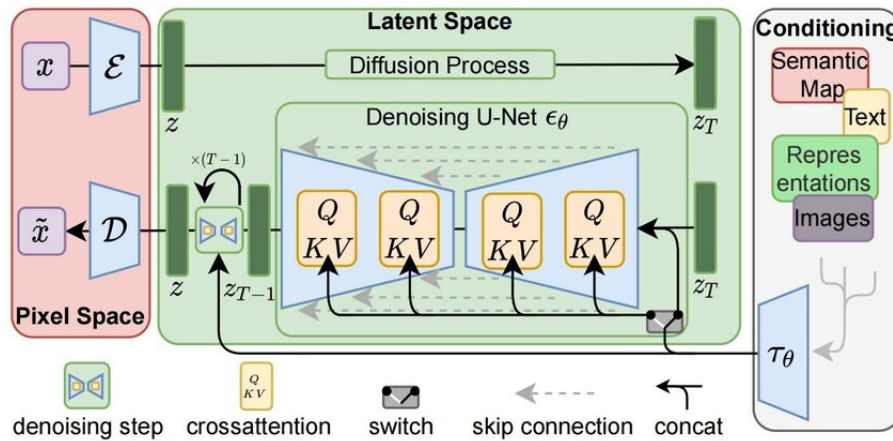 Latent Space
Conditioning
x
ℰ
z
Diffusion Process
z_T
Semantic
Map
Text
Repres
entations
Images
Denoising U-Net ϵ_θ
×(T−1)
x̃
𝒟
z
z_{T−1}
Q
KV
Q
KV
Q
KV
Q
KV
z_T
Pixel Space
τ_θ
Q
KV
denoising step
crossattention
switch
skip connection
concat